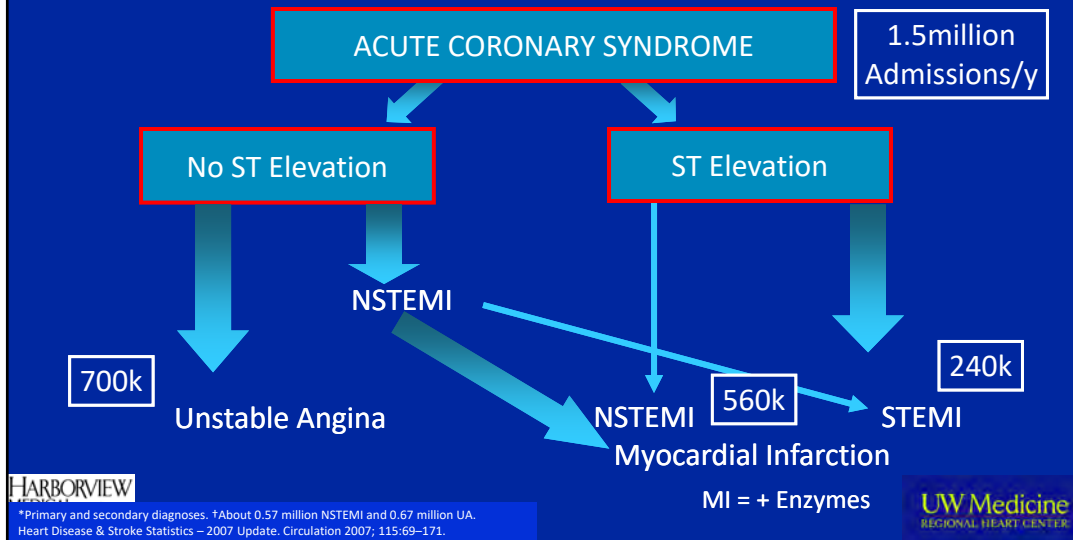 ACUTE CORONARY SYNDROME
1.5million
Admissions/y
No ST Elevation
ST Elevation
NSTEMI
700k
240k
560k
Unstable Angina
NSTEMI
STEMI
Myocardial Infarction
MI = + Enzymes
HARBORVIEW
*Primary and secondary diagnoses. †About 0.57 million NSTEMI and 0.67 million UA.
Heart Disease & Stroke Statistics – 2007 Update. Circulation 2007; 115:69–171.
UW Medicine
REGIONAL HEART CENTER